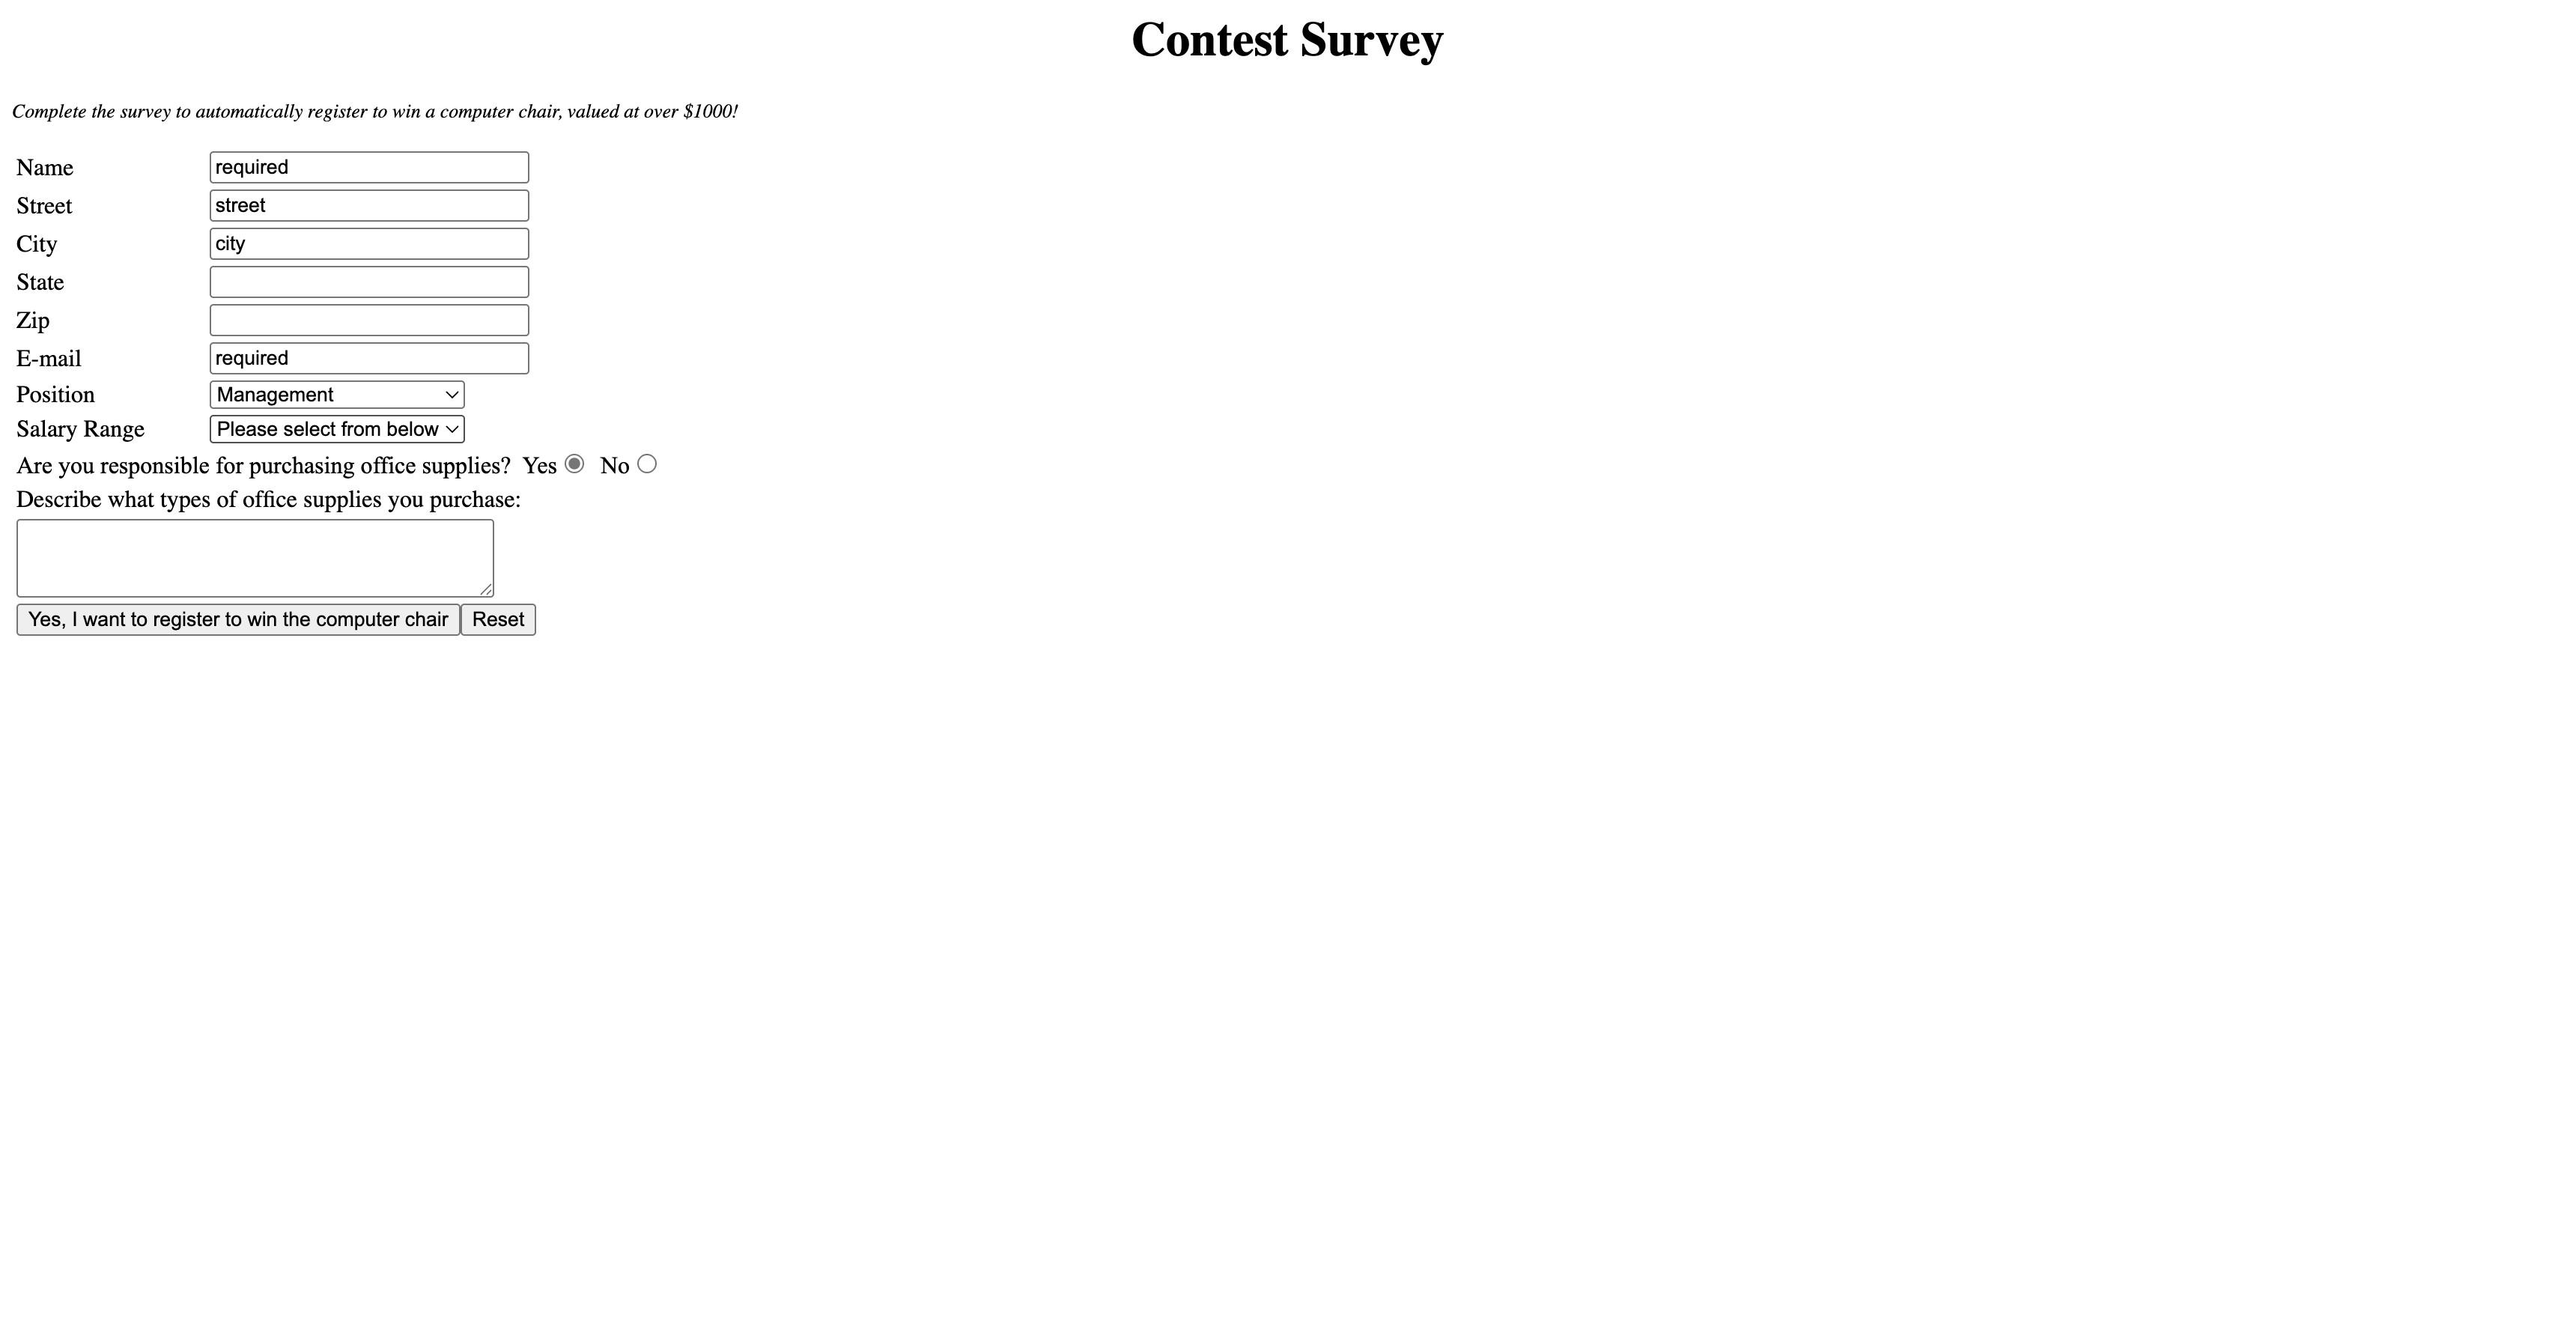 Contest Survey
Complete the survey to automatically register to win a computer chair, valued at over $1000!
Name required
Street street
City city
State
Zip
E-mail required
Position Management
Salary Range Please select from below
Are you responsible for purchasing office supplies? Yes No
Describe what types of office supplies you purchase:
Yes, I want to register to win the computer chair Reset